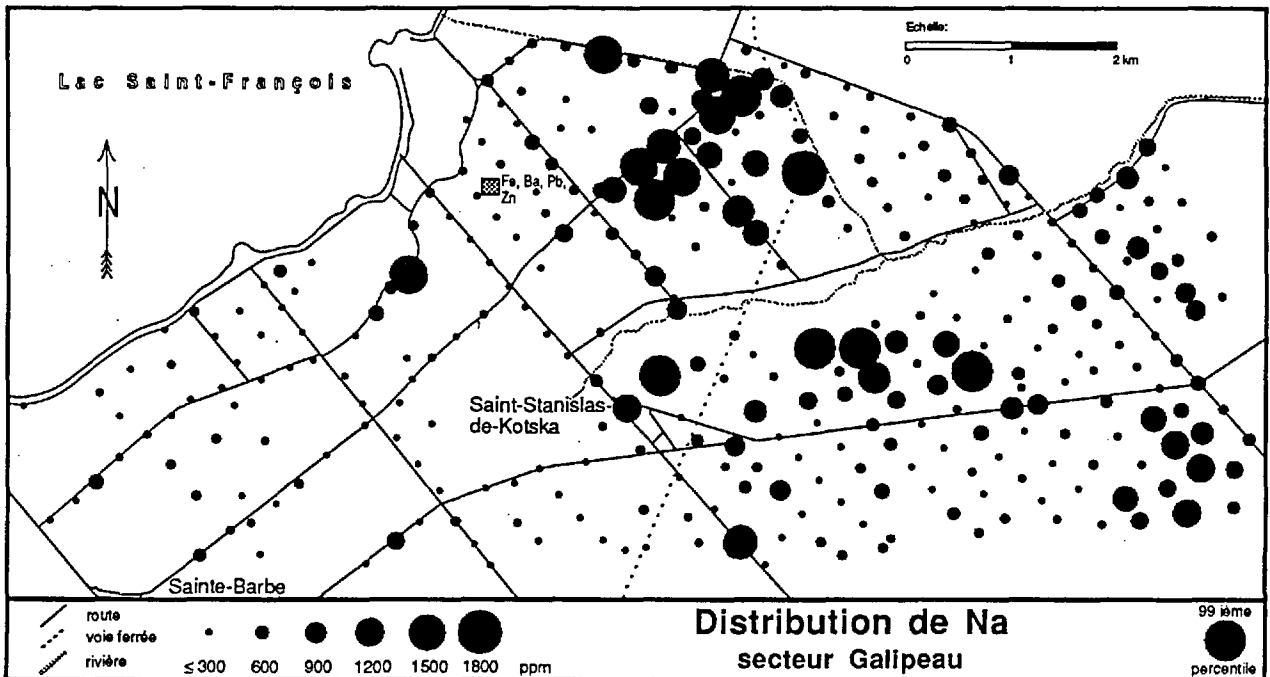 Echelle:
0 1 2 km
Lac Saint-François
N
Fe, Ba, Pb,
Zn
Saint-Stanislas-
de-Kotska
Sainte-Barbe
route
voie ferrée
rivière
≤300 600 900 1200 1500 1800 ppm
Distribution de Na
secteur Galipeau
99 ième
percentile